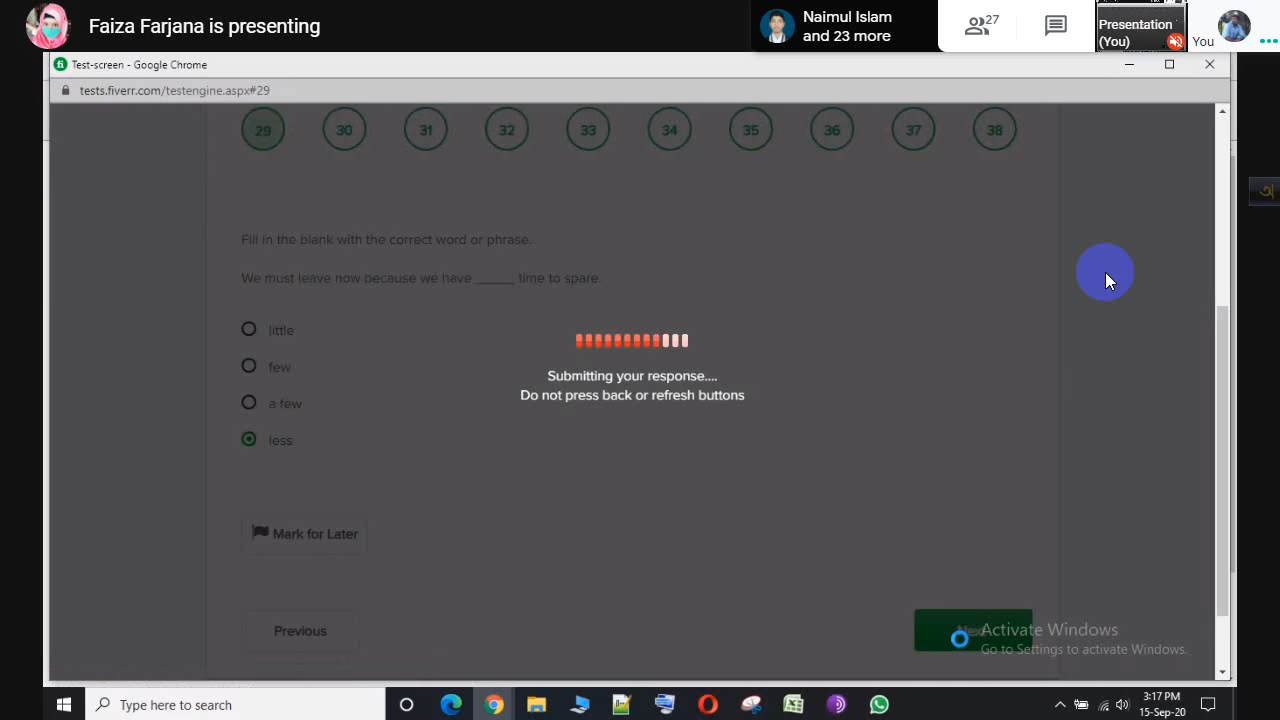 Faiza Farjana is presenting
Naimul Islam
and 23 more
27
Presentation
(You)
You
Test-screen - Google Chrome
tests.fiverr.com/testengine.aspx#29
29 30 31 32 33 34 35 36 37 38
Fill in the blank with the correct word or phrase.
We must leave now because we have _____ time to spare.
little
few
a few
less
Submitting your response....
Do not press back or refresh buttons
Mark for Later
Previous
Next
Activate Windows
Go to Settings to activate Windows.
Type here to search
3:17 PM
15-Sep-20
অ